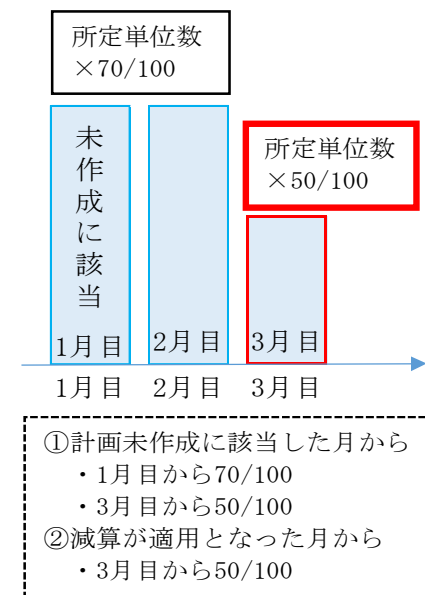 所定単位数
×70/100
未作成に該当
所定単位数
×50/100
1月目
2月目
3月目
1月目
2月目
3月目
①計画未作成に該当した月から
・1月目から70/100
・3月目から50/100
②減算が適用となった月から
・3月目から50/100